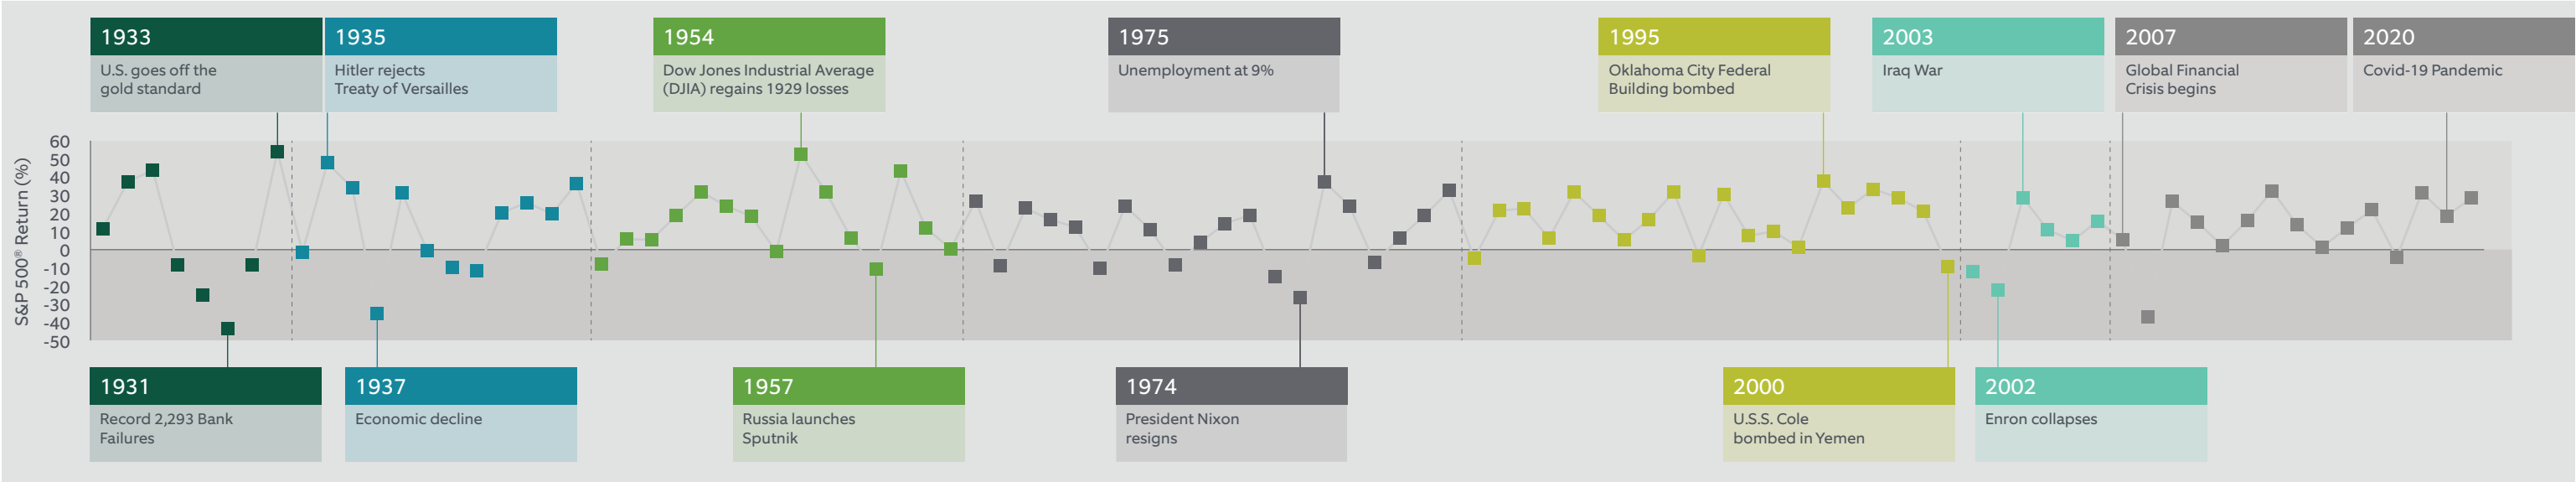 1933
U.S. goes off the
gold standard
1935
Hitler rejects
Treaty of Versailles
1954
Dow Jones Industrial Average
(DJIA) regains 1929 losses
1975
Unemployment at 9%
1995
Oklahoma City Federal
Building bombed
2003
Iraq War
2007
Global Financial
Crisis begins
2020
Covid-19 Pandemic
S&P 500® Return (%)
60
50
40
30
20
10
0
-10
-20
-30
-40
-50
1931
Record 2,293 Bank
Failures
1937
Economic decline
1957
Russia launches
Sputnik
1974
President Nixon
resigns
2000
U.S.S. Cole
bombed in Yemen
2002
Enron collapses